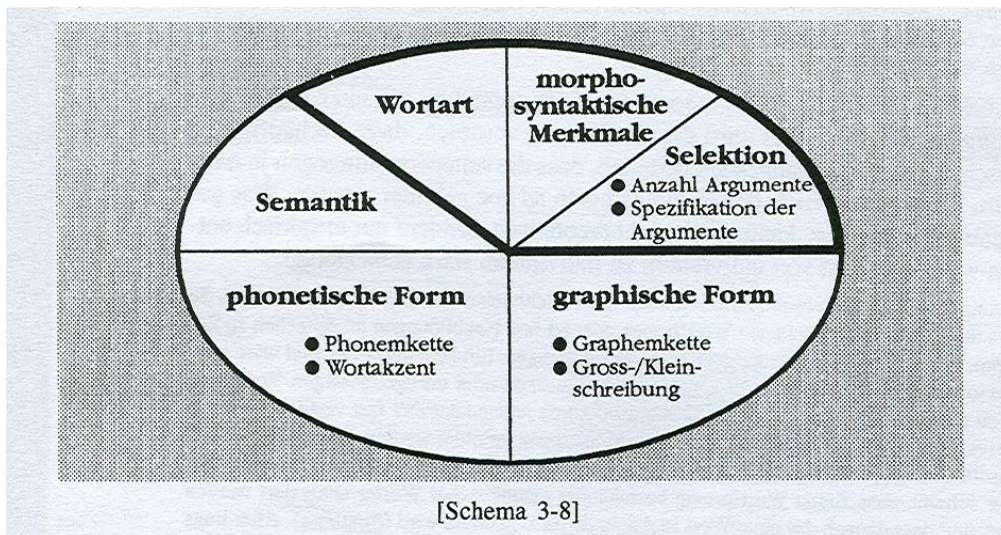 Wortart
morpho-
syntaktische
Merkmale
Selektion
● Anzahl Argumente
● Spezifikation der
Argumente
Semantik
phonetische Form
● Phonemkette
● Wortakzent
graphische Form
● Graphemkette
● Gross-/Klein-
schreibung
[Schema 3-8]